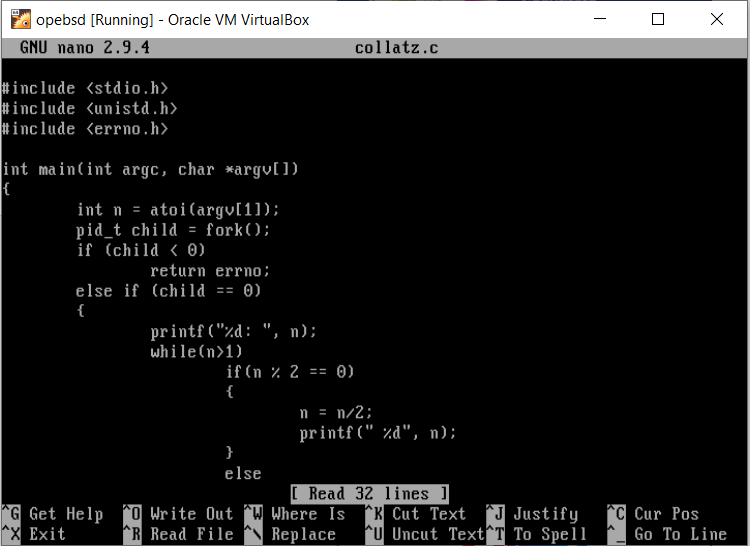 opebsd [Running] - Oracle VM VirtualBox
GNU nano 2.9.4 collatz.c
#include <stdio.h>
#include <unistd.h>
#include <errno.h>
int main(int argc, char *argv[])
{
int n = atoi(argv[1]);
pid_t child = fork();
if (child < 0)
return errno;
else if (child == 0)
{
printf("%d: ", n);
while(n>1)
if(n % 2 == 0)
{
n = n/2;
printf(" %d", n);
}
else
[ Read 32 lines ]
^G Get Help ^O Write Out ^W Where Is ^K Cut Text ^J Justify ^C Cur Pos
^X Exit ^R Read File ^\ Replace ^U Uncut Text ^T To Spell ^_ Go To Line